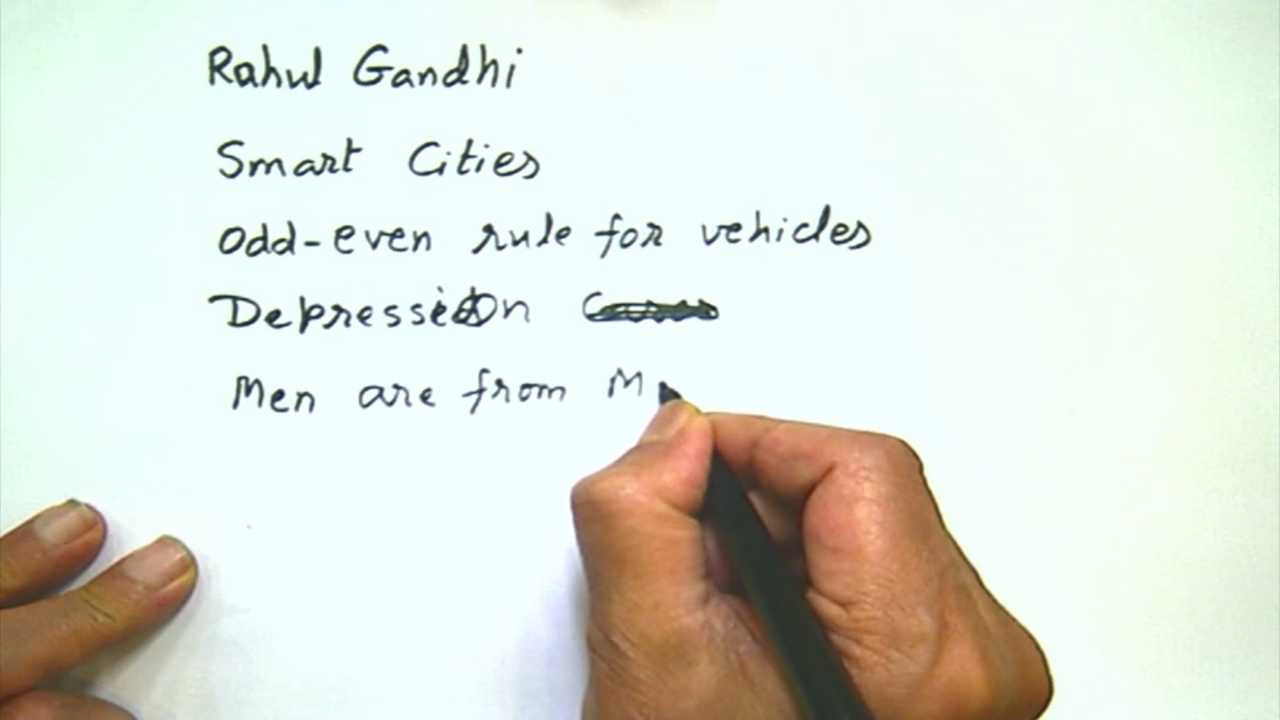 Rahul Gandhi
Smart Cities
Odd-even rule for vehicles
Depression
Men are from M